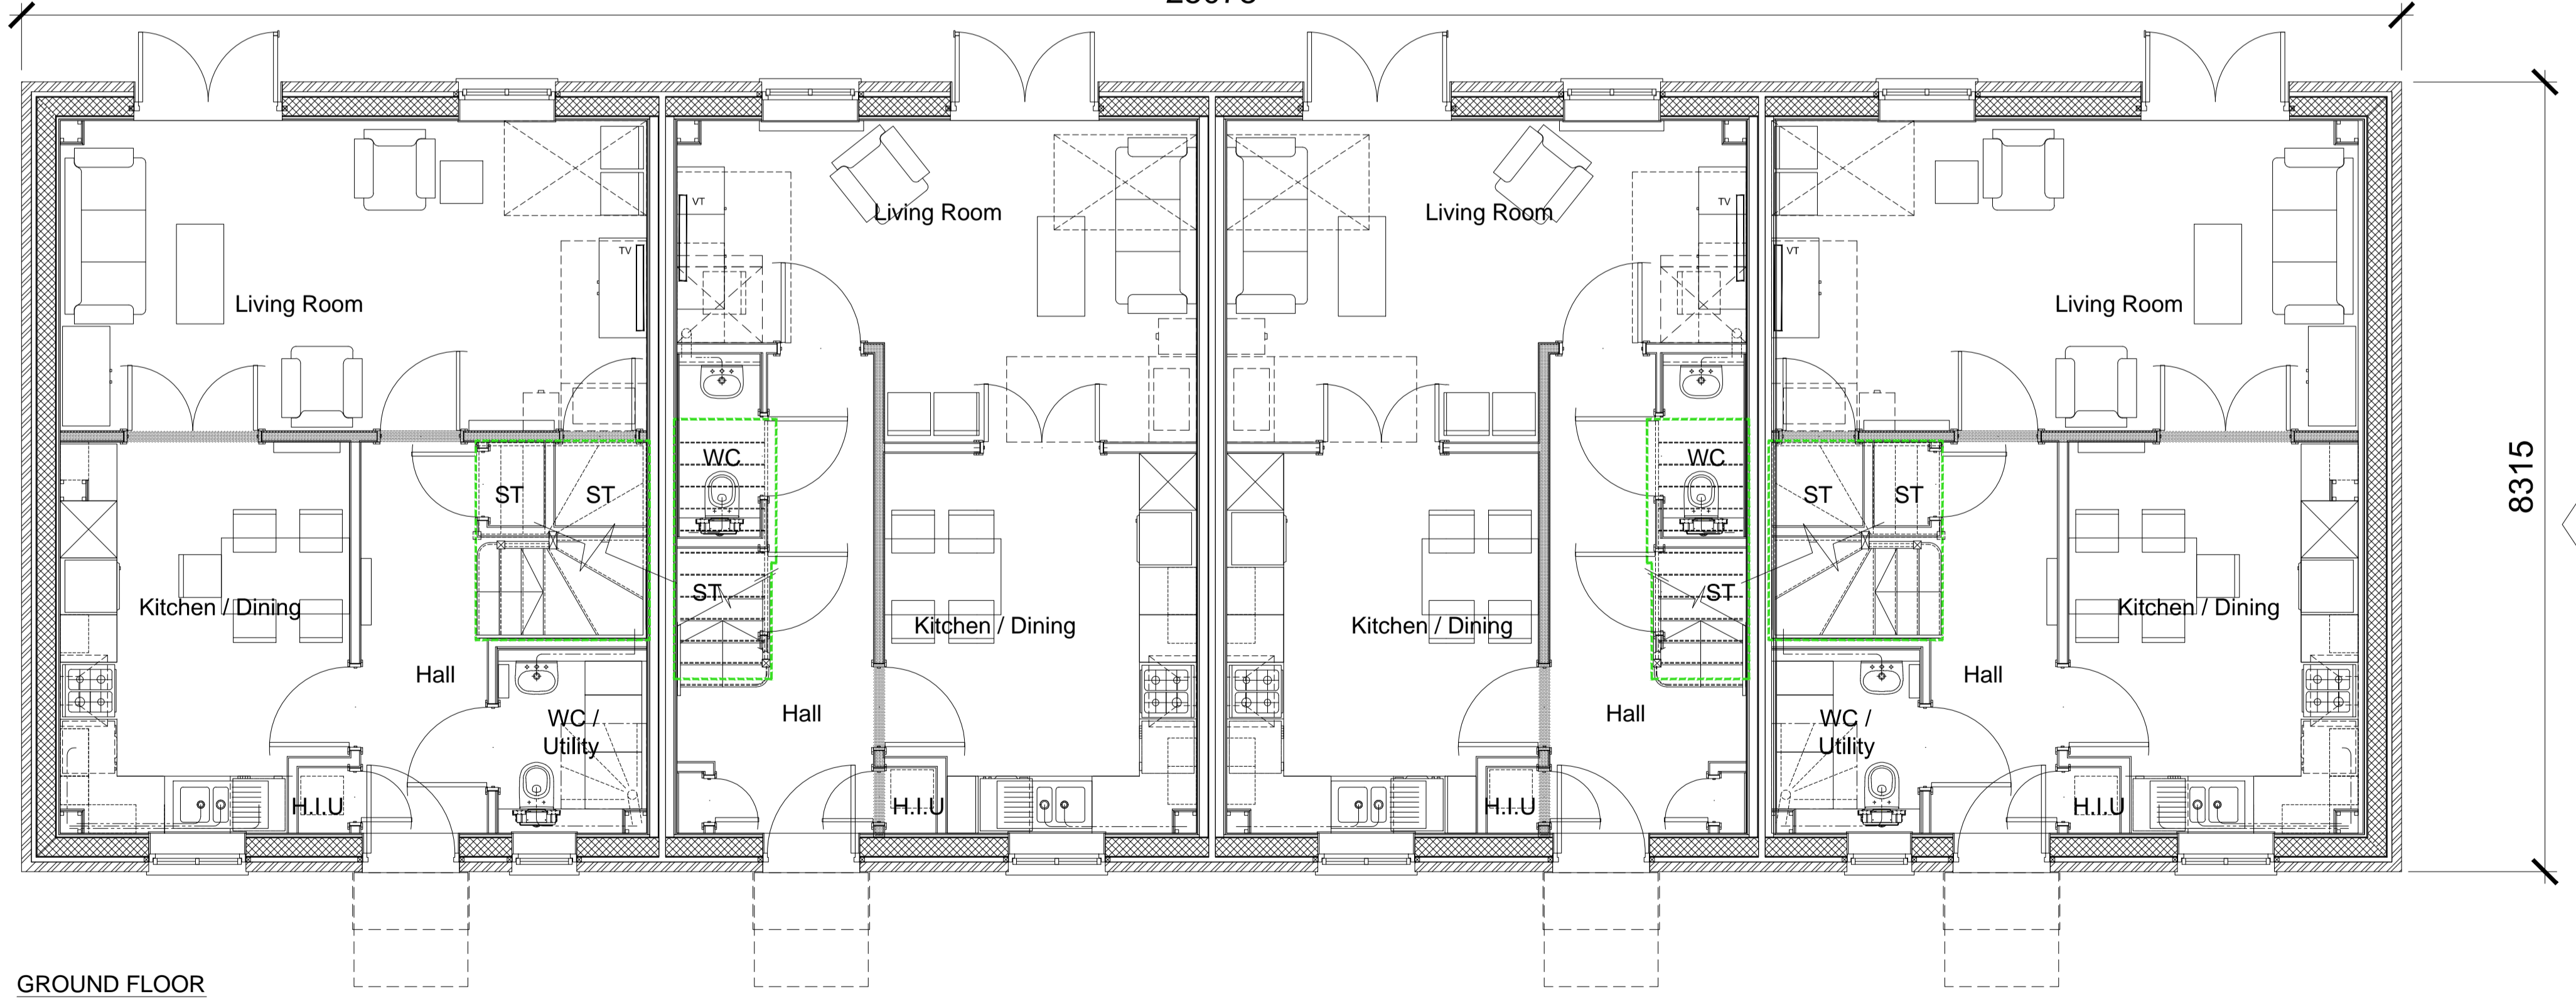 Living Room
Living Room
Living Room
Living Room
VT
TV
TV
VT
WC
WC
ST
ST
ST
ST
ST
ST
8315
Kitchen / Dining
Kitchen / Dining
Kitchen / Dining
Kitchen / Dining
Hall
Hall
Hall
Hall
WC /
Utility
WC /
Utility
H.I.U
H.I.U
H.I.U
H.I.U
GROUND FLOOR